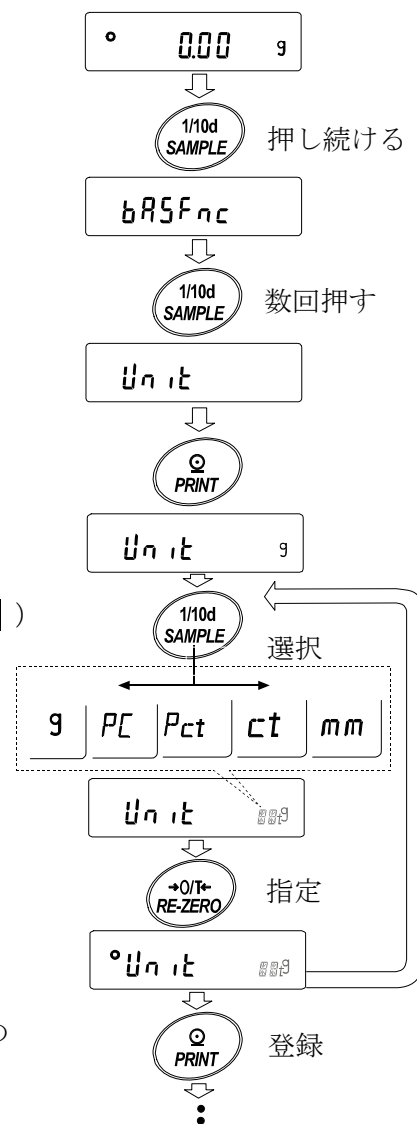 0.00 g
1/10d
SAMPLE
押し続ける
bASFnc
1/10d
SAMPLE
数回押す
Unit
PRINT
Unit g
)
1/10d
SAMPLE
選択
g PC Pct ct mm
Unit
→0/T←
RE-ZERO
指定
Unit
の
PRINT
登録